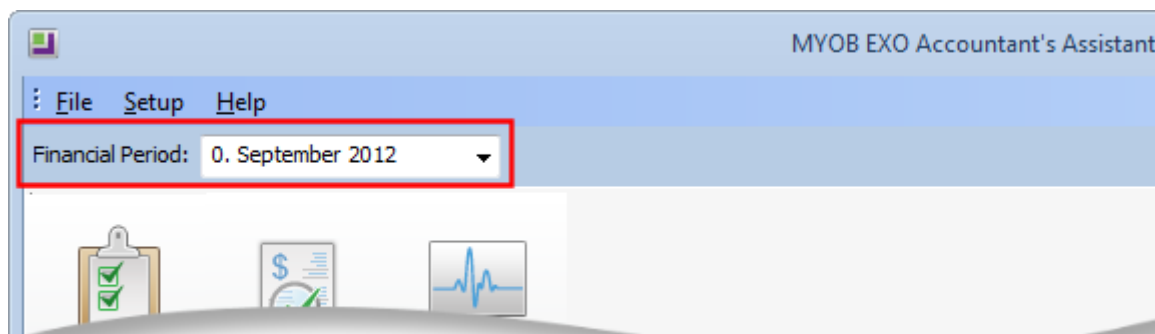 MYOB EXO Accountant's Assistant
File Setup Help
Financial Period: 0. September 2012
$